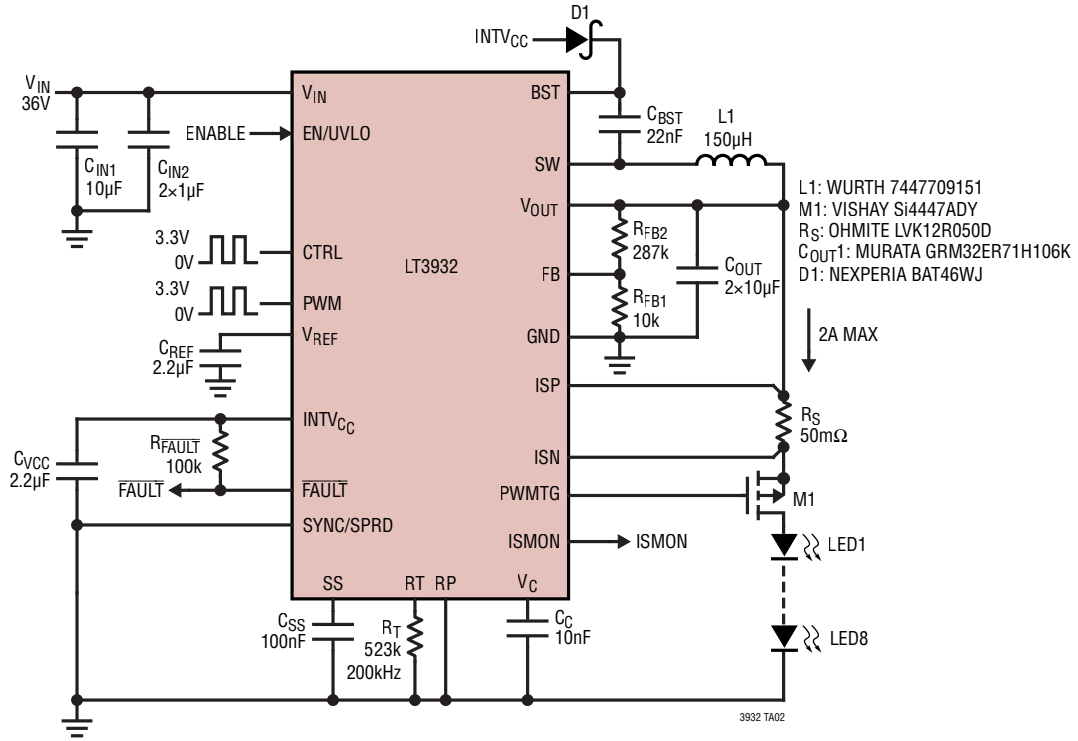 D1
INTVCC
VIN
36V
VIN
BST
CBST
22nF
L1
150µH
ENABLE
EN/UVLO
CIN1
10µF
CIN2
2×1µF
SW
VOUT
L1: WURTH 7447709151
M1: VISHAY Si4447ADY
RS: OHMITE LVK12R050D
COUT1: MURATA GRM32ER71H106K
D1: NEXPERIA BAT46WJ
RFB2
287k
3.3V
0V
CTRL
LT3932
FB
COUT
2×10µF
3.3V
0V
PWM
RFB1
10k
VREF
GND
2A MAX
CREF
2.2µF
ISP
INTVCC
RS
50mΩ
RFAULT
100k
CVCC
2.2µF
ISN
FAULT
FAULT
PWMTG
M1
SYNC/SPRD
ISMON
ISMON
LED1
SS
RT
RP
VC
CSS
100nF
RT
523k
200kHz
CC
10nF
LED8
3932 TA02